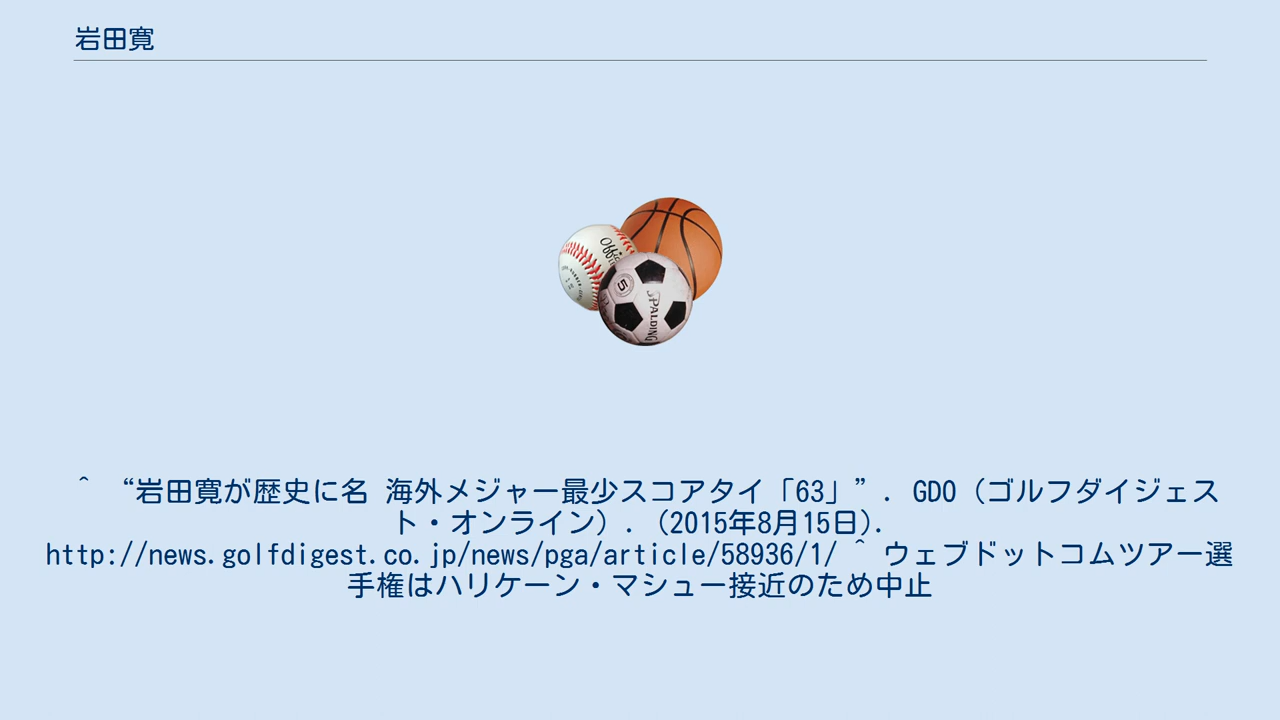 岩田寛
Offic
5
SPALDING
^ “岩田寛が歴史に名 海外メジャー最少スコアタイ「63」”. GDO（ゴルフダイジェス
ト・オンライン）. (2015年8月15日).
http://news.golfdigest.co.jp/news/pga/article/58936/1/ ^ ウェブドットコムツアー選
手権はハリケーン・マシュー接近のため中止